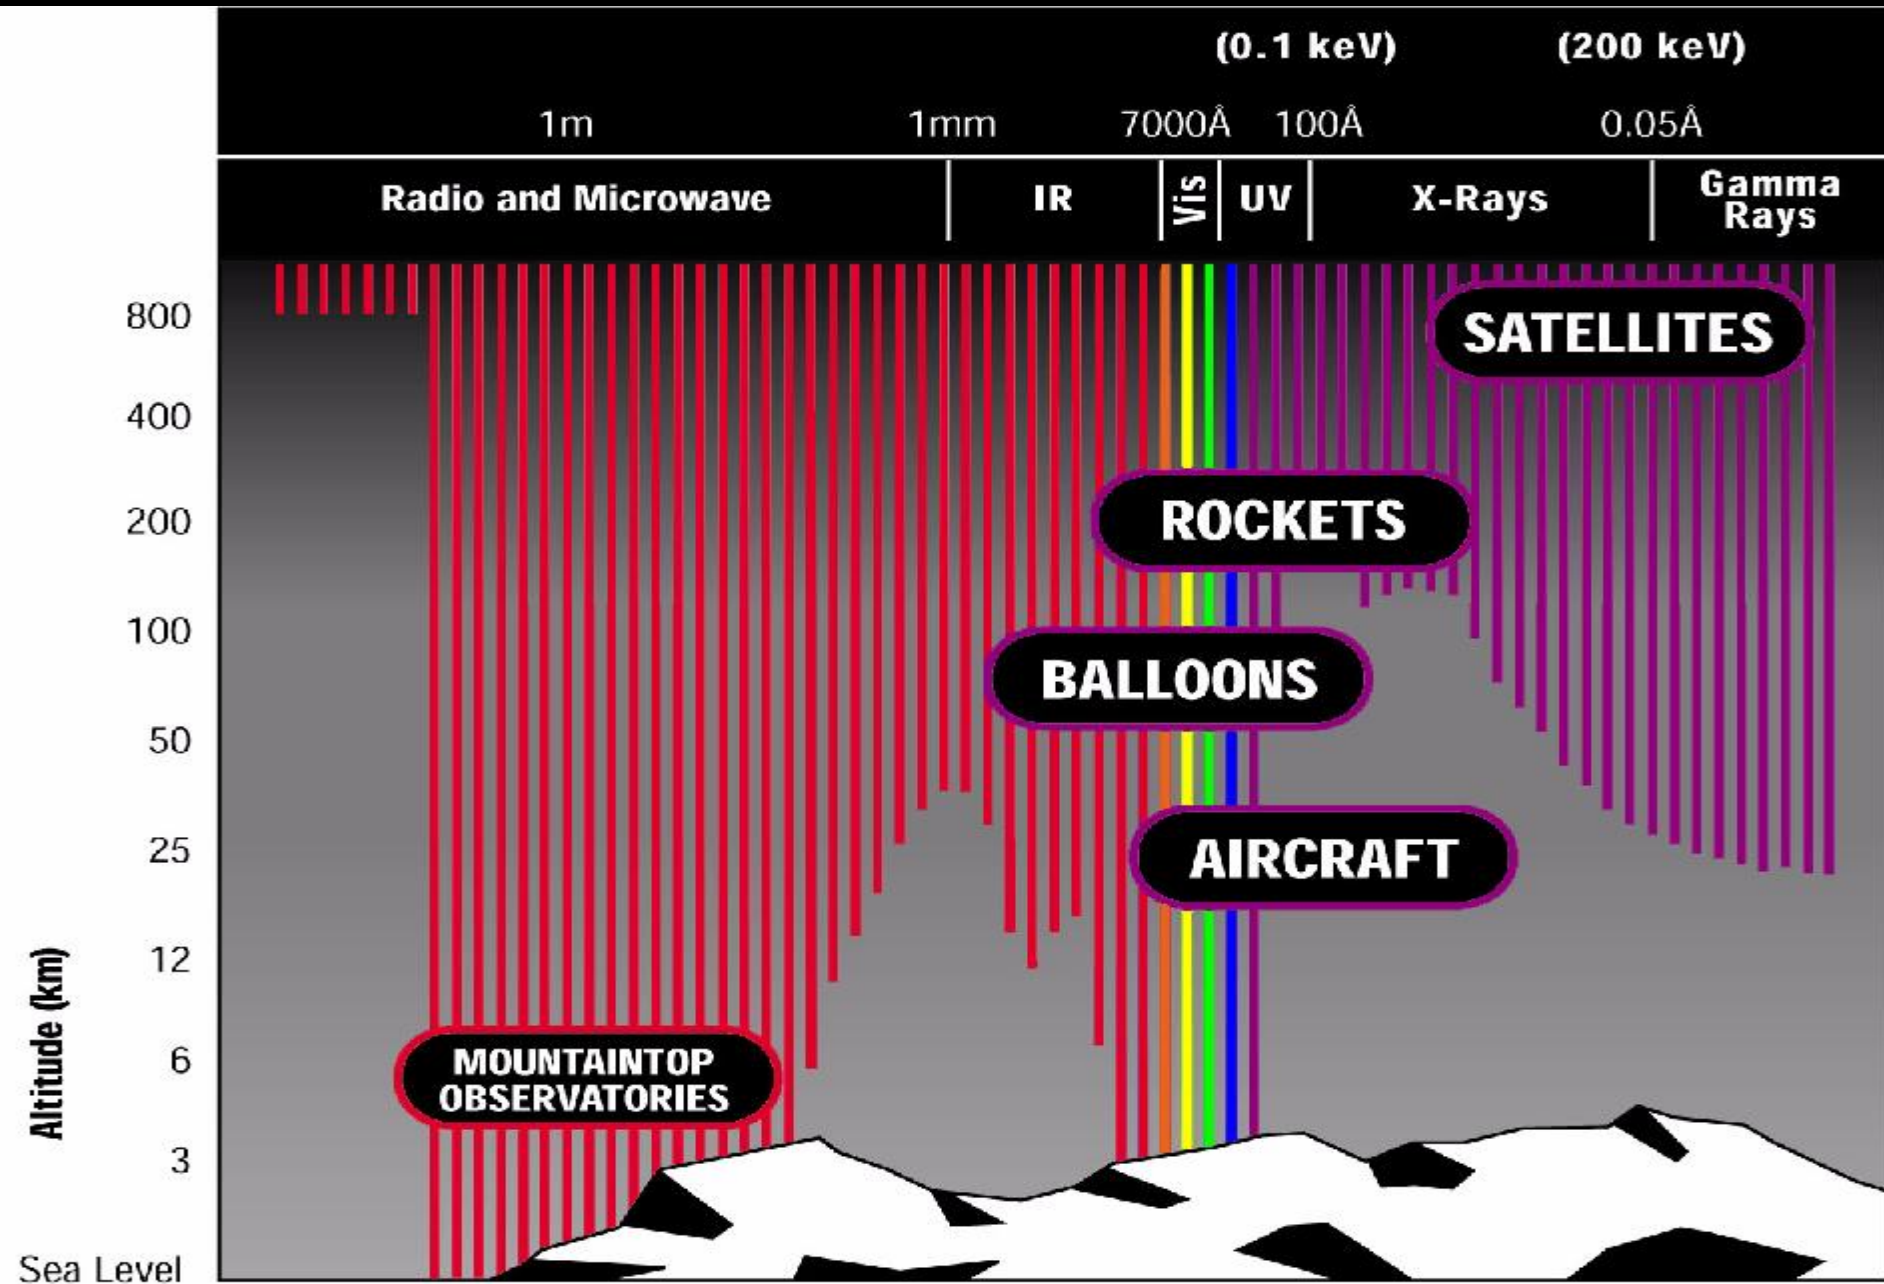 (0.1 keV) (200 keV)
1m 1mm 7000Å 100Å 0.05Å
Radio and Microwave IR Vis UV X-Rays Gamma
Rays
800
SATELLITES
400
200
ROCKETS
100
BALLOONS
50
25
AIRCRAFT
12
Altitude (km)
6
MOUNTAINTOP
OBSERVATORIES
3
Sea Level